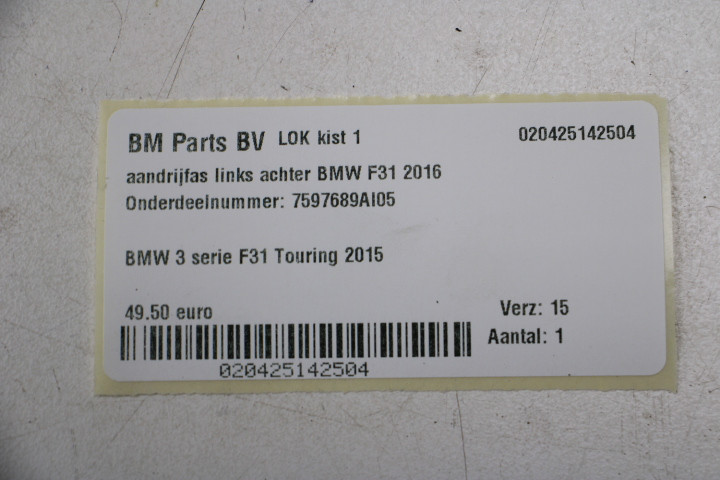 BM Parts BV LOK kist 1 020425142504
aandrijfas links achter BMW F31 2016
Onderdeelnummer: 7597689AI05
BMW 3 serie F31 Touring 2015
49.50 euro Verz: 15
Aantal: 1
020425142504